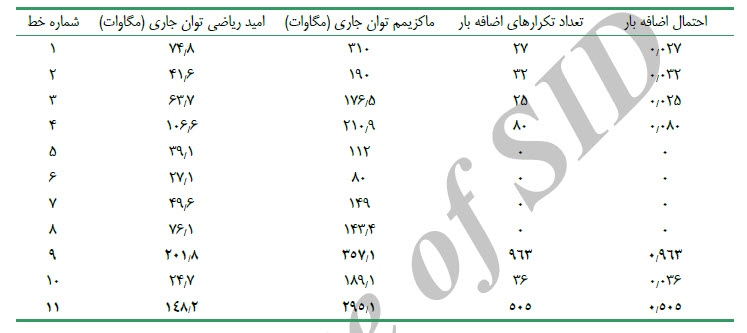 شماره خط امید ریاضی توان جاری (مگاوات) ماکزیمم توان جاری (مگاوات) تعداد تکرارهای اضافه بار احتمال اضافه بار
۱ ۷۴,۸ ۳۱۰ ۲۷ ۰,۰۲۷
۲ ۴۱,۶ ۱۹۰ ۳۲ ۰,۰۳۲
۳ ۶۳,۷ ۱۷۶,۵ ۲۵ ۰,۰۲۵
۴ ۱۰۶,۶ ۲۱۰,۹ ۸۰ ۰,۰۸۰
۵ ۳۹,۱ ۱۱۲ ۰ ۰
۶ ۲۷,۱ ۸۰ ۰ ۰
۷ ۴۹,۶ ۱۴۹ ۰ ۰
۸ ۷۶,۱ ۱۴۳,۴ ۰ ۰
۹ ۲۰۱,۸ ۳۵۷,۱ ۹۶۳ ۰,۹۶۳
۱۰ ۲۴,۷ ۱۸۹,۱ ۳۶ ۰,۰۳۶
۱۱ ۱۴۸,۲ ۲۹۵,۱ ۵۰۵ ۰,۵۰۵
of SID